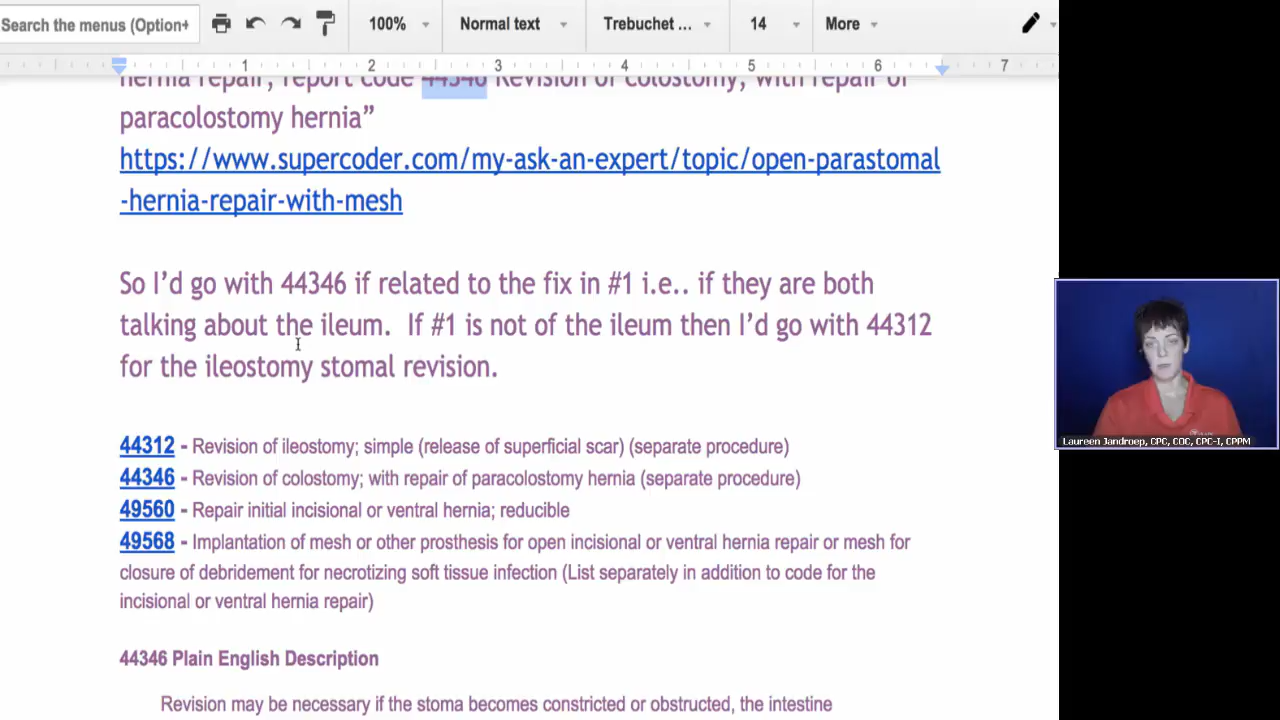 Search the menus (Option+
100%
Normal text
Trebuchet ...
14
More
1 2 3 4 5 6 7
hernia repair, report code 44346 Revision of colostomy; with repair of
paracolostomy hernia”
https://www.supercoder.com/my-ask-an-expert/topic/open-parastomal
-hernia-repair-with-mesh
So I’d go with 44346 if related to the fix in #1 i.e.. if they are both
talking about the ileum.  If #1 is not of the ileum then I’d go with 44312
for the ileostomy stomal revision.
44312 - Revision of ileostomy; simple (release of superficial scar) (separate procedure)
44346 - Revision of colostomy; with repair of paracolostomy hernia (separate procedure)
49560 - Repair initial incisional or ventral hernia; reducible
49568 - Implantation of mesh or other prosthesis for open incisional or ventral hernia repair or mesh for
closure of debridement for necrotizing soft tissue infection (List separately in addition to code for the
incisional or ventral hernia repair)
44346 Plain English Description
Revision may be necessary if the stoma becomes constricted or obstructed, the intestine
Laureen Jandroep, CPC, COC, CPC-I, CPPM